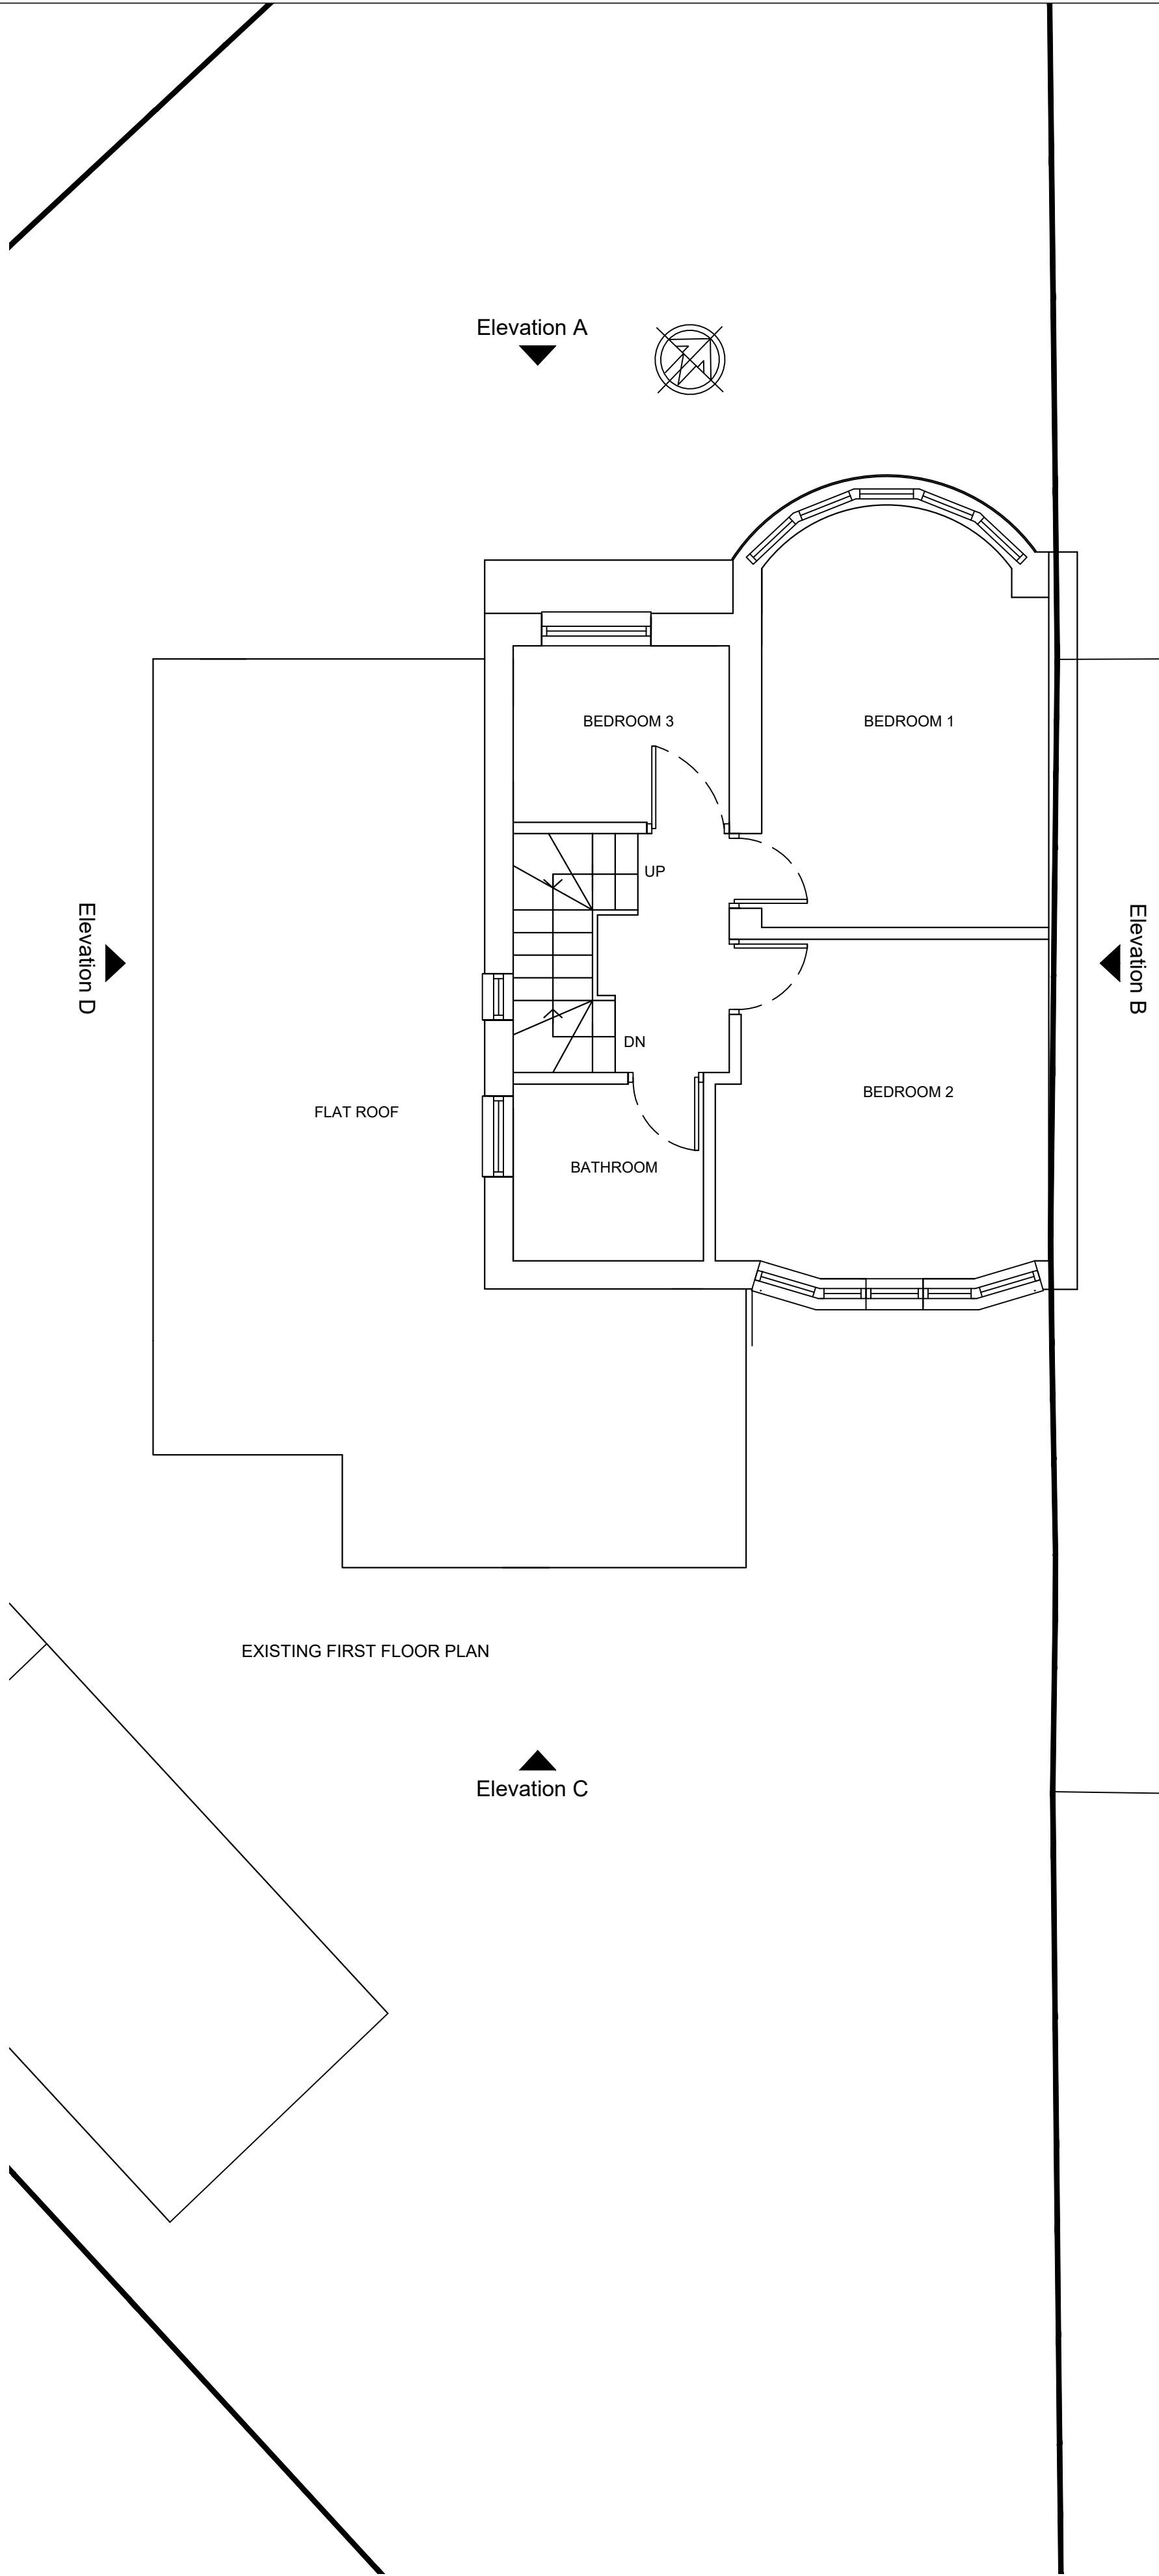 Elevation A
BEDROOM 3
BEDROOM 1
UP
Elevation D
Elevation B
DN
BEDROOM 2
FLAT ROOF
BATHROOM
EXISTING FIRST FLOOR PLAN
Elevation C